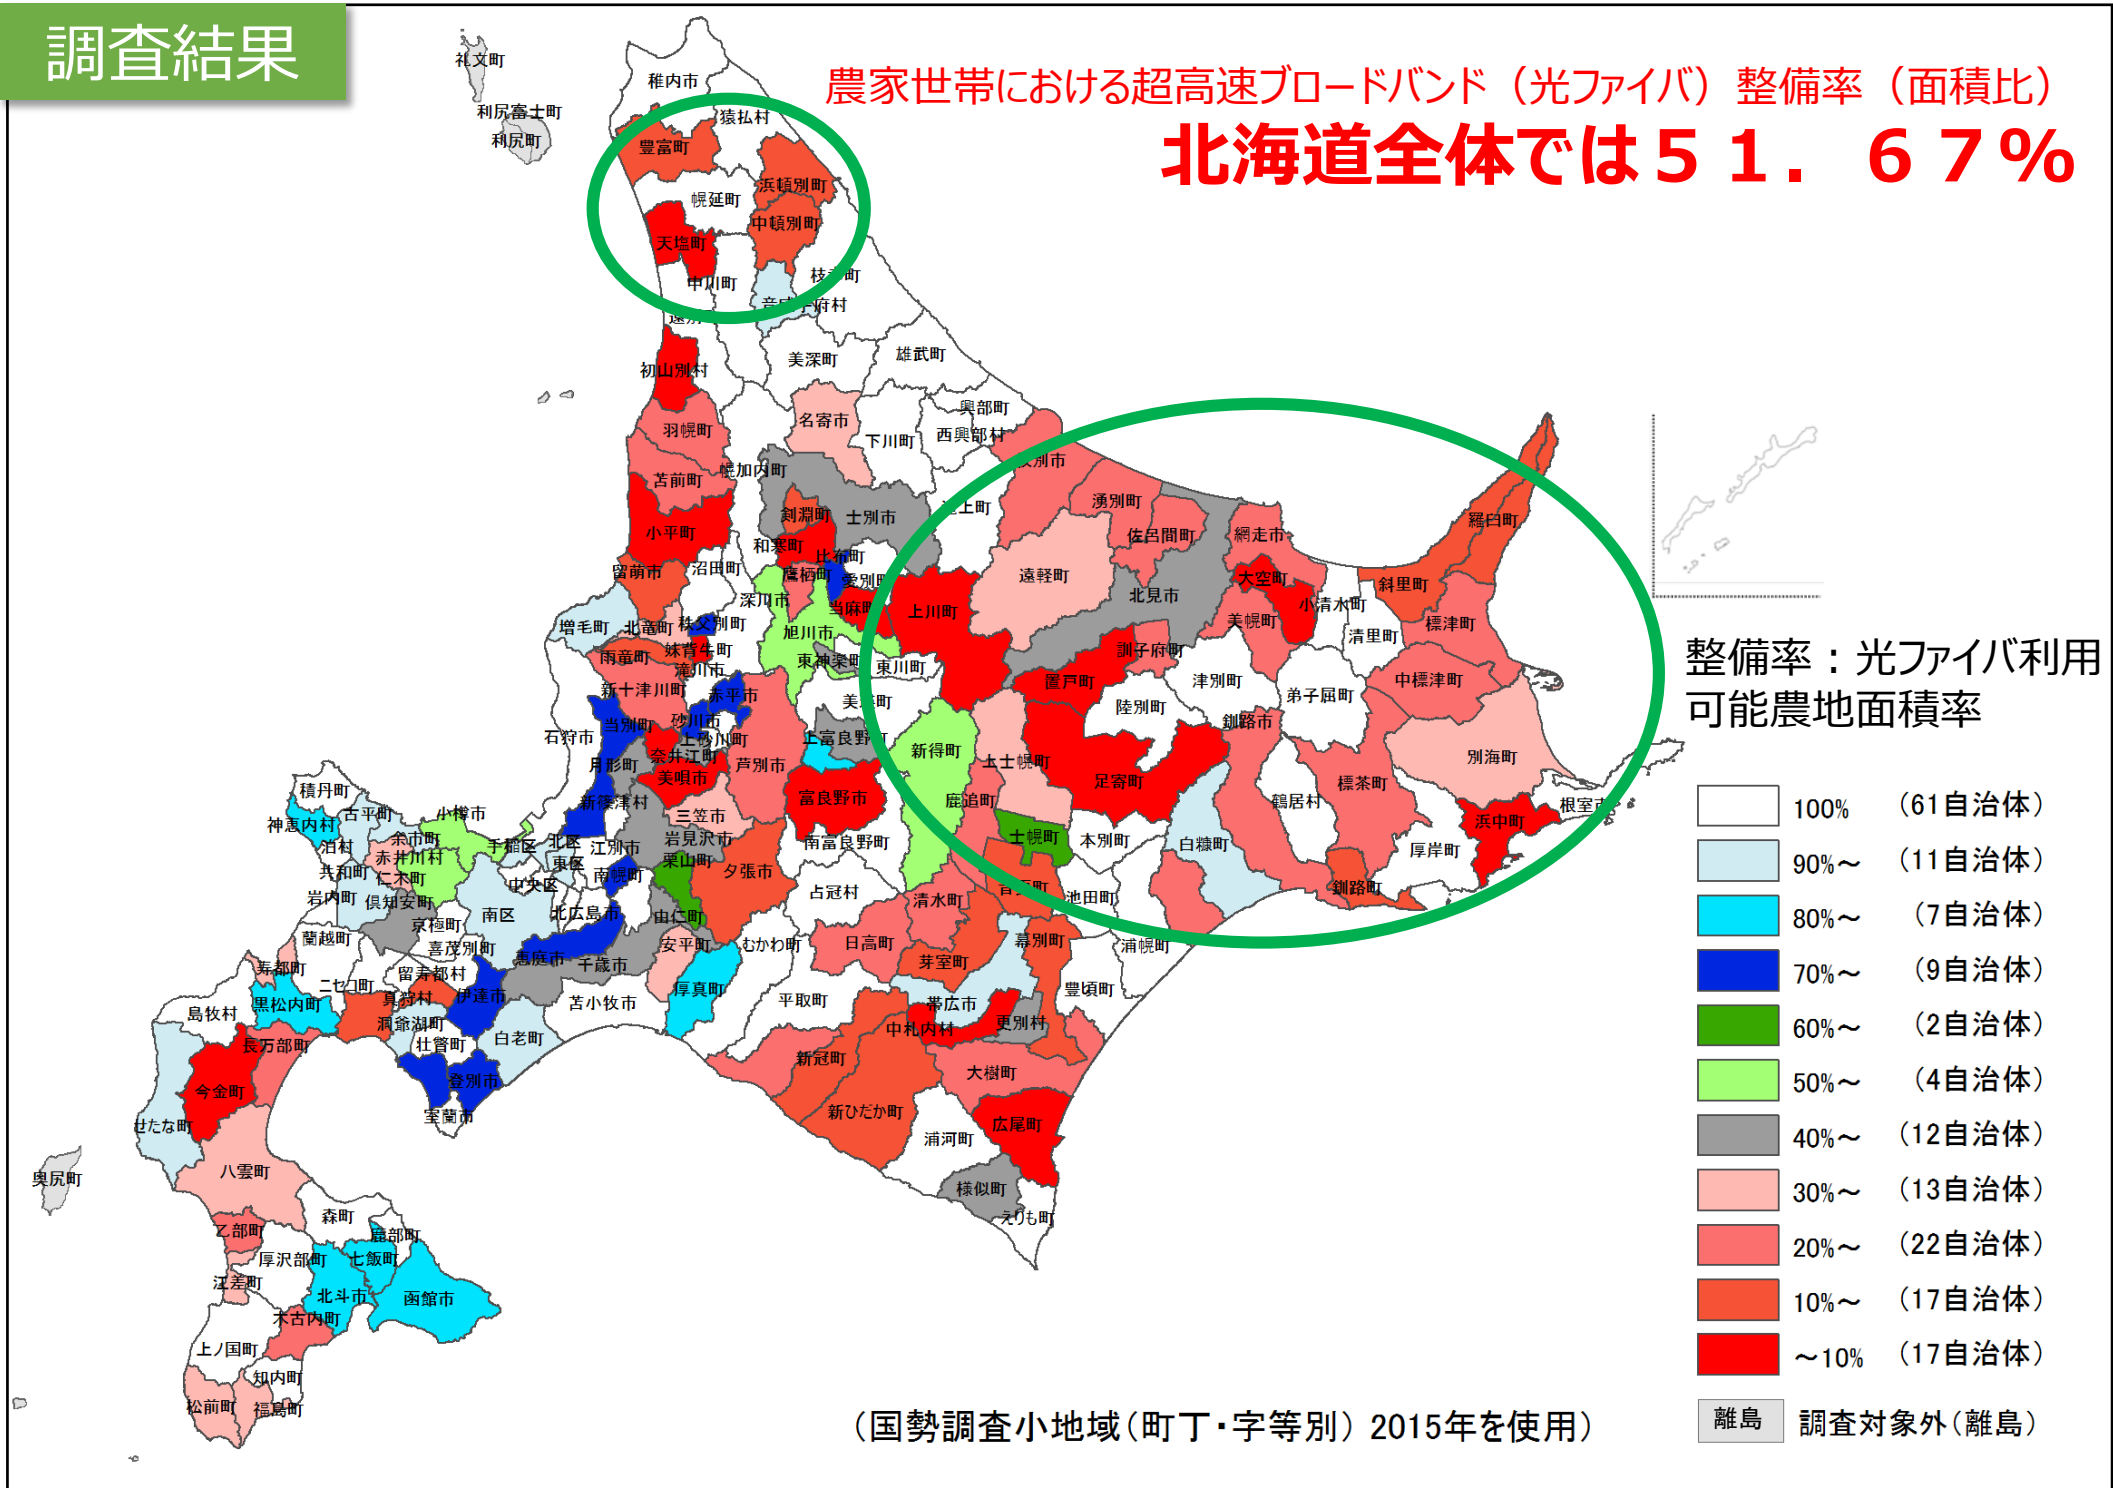 調査結果
農家世帯における超高速ブロードバンド（光ファイバ）整備率（面積比）
北海道全体では５１．６７％
礼文町
利尻富士町
利尻町
稚内市
猿払村
豊富町
浜頓別町
幌延町
中頓別町
天塩町
中川町
枝幸町
音威子府村
初山別村
美深町
雄武町
羽幌町
名寄市
下川町
興部町
西興部村
紋別市
幌加内町
苫前町
湧別町
小平町
剣淵町
士別市
佐呂間町
網走市
羅臼町
和寒町
比布町
留萌市
沼田町
鷹栖町
愛別町
遠軽町
大空町
斜里町
深川市
当麻町
上川町
北見市
小清水町
増毛町
北竜町
秩父別町
旭川市
美幌町
清里町
標津町
雨竜町
妹背牛町
滝川市
東神楽町
東川町
訓子府町
新十津川町
赤平市
置戸町
津別町
弟子屈町
中標津町
石狩市
当別町
砂川市
上砂川町
陸別町
釧路市
月形町
奈井江町
芦別市
上富良野町
新得町
上士幌町
別海町
美唄市
足寄町
標茶町
積丹町
新篠津村
富良野市
鹿追町
鶴居村
根室市
古平町
小樽市
三笠市
浜中町
神恵内村
余市町
手稲区
北区
江別市
岩見沢市
南富良野町
士幌町
本別町
白糠町
厚岸町
泊村
赤井川村
東区
栗山町
共和町
仁木町
中央区
南幌町
夕張市
占冠村
音更町
池田町
釧路町
岩内町
倶知安町
京極町
南区
北広島市
由仁町
清水町
蘭越町
喜茂別町
恵庭市
千歳市
安平町
むかわ町
日高町
芽室町
幕別町
浦幌町
寿都町
ニセコ町
留寿都村
黒松内町
真狩村
伊達市
苫小牧市
厚真町
平取町
帯広市
豊頃町
島牧村
洞爺湖町
壮瞥町
白老町
中札内村
更別村
長万部町
今金町
登別市
新冠町
大樹町
室蘭市
新ひだか町
浦河町
広尾町
せたな町
八雲町
様似町
えりも町
奥尻町
森町
鹿部町
乙部町
厚沢部町
七飯町
江差町
北斗市
函館市
木古内町
上ノ国町
知内町
松前町
福島町
整備率：光ファイバ利用
可能農地面積率
100% （61自治体）
90%～ （11自治体）
80%～ （7自治体）
70%～ （9自治体）
60%～ （2自治体）
50%～ （4自治体）
40%～ （12自治体）
30%～ （13自治体）
20%～ （22自治体）
10%～ （17自治体）
～10% （17自治体）
離島 調査対象外（離島）
（国勢調査小地域（町丁・字等別） 2015年を使用）